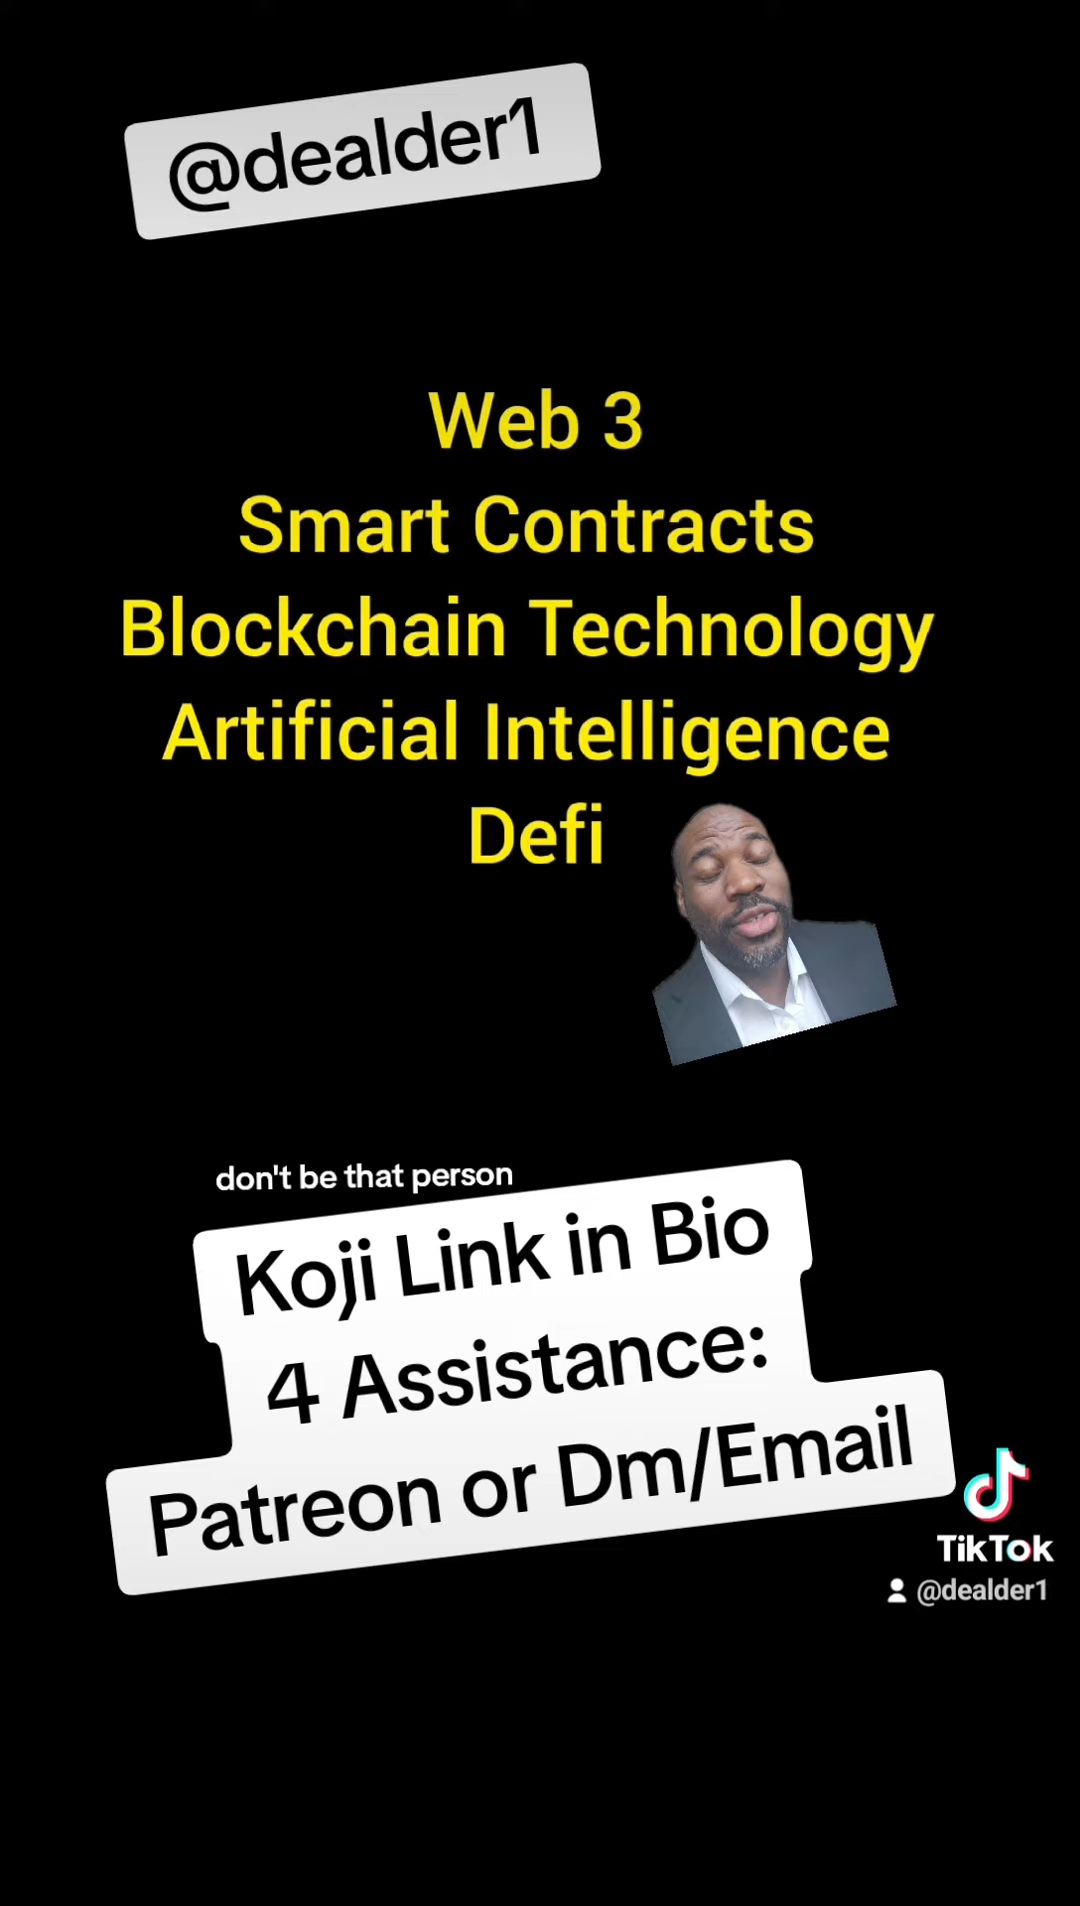 @dealder1
Web 3
Smart Contracts
Blockchain Technology
Artificial Intelligence
Defi
don't be that person
Koji Link in Bio
4 Assistance:
Patreon or Dm/Email
TikTok
@dealder1